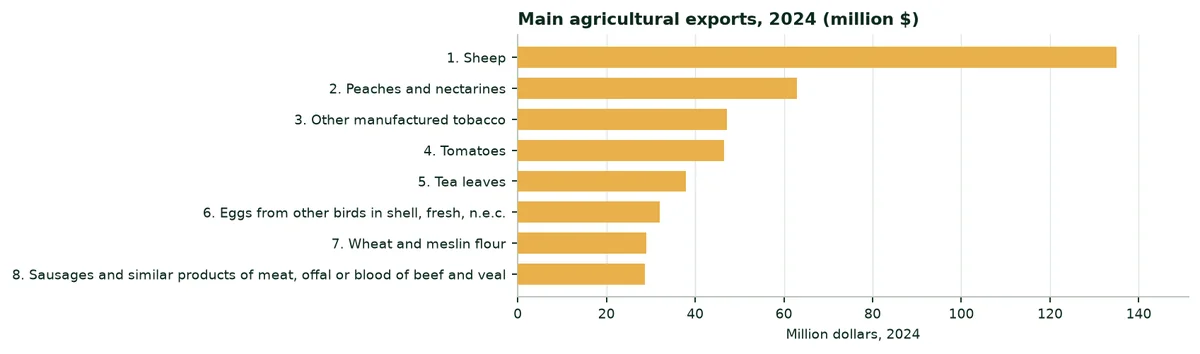 Main agricultural exports, 2024 (million $)
1. Sheep
2. Peaches and nectarines
3. Other manufactured tobacco
4. Tomatoes
5. Tea leaves
6. Eggs from other birds in shell, fresh, n.e.c.
7. Wheat and meslin flour
8. Sausages and similar products of meat, offal or blood of beef and veal
0 20 40 60 80 100 120 140
Million dollars, 2024